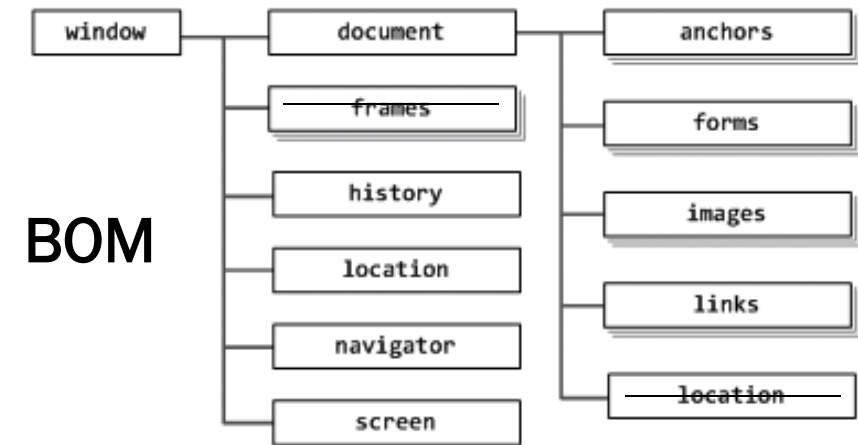 window
document
anchors
frames
forms
history
images
BOM
location
links
navigator
location
screen